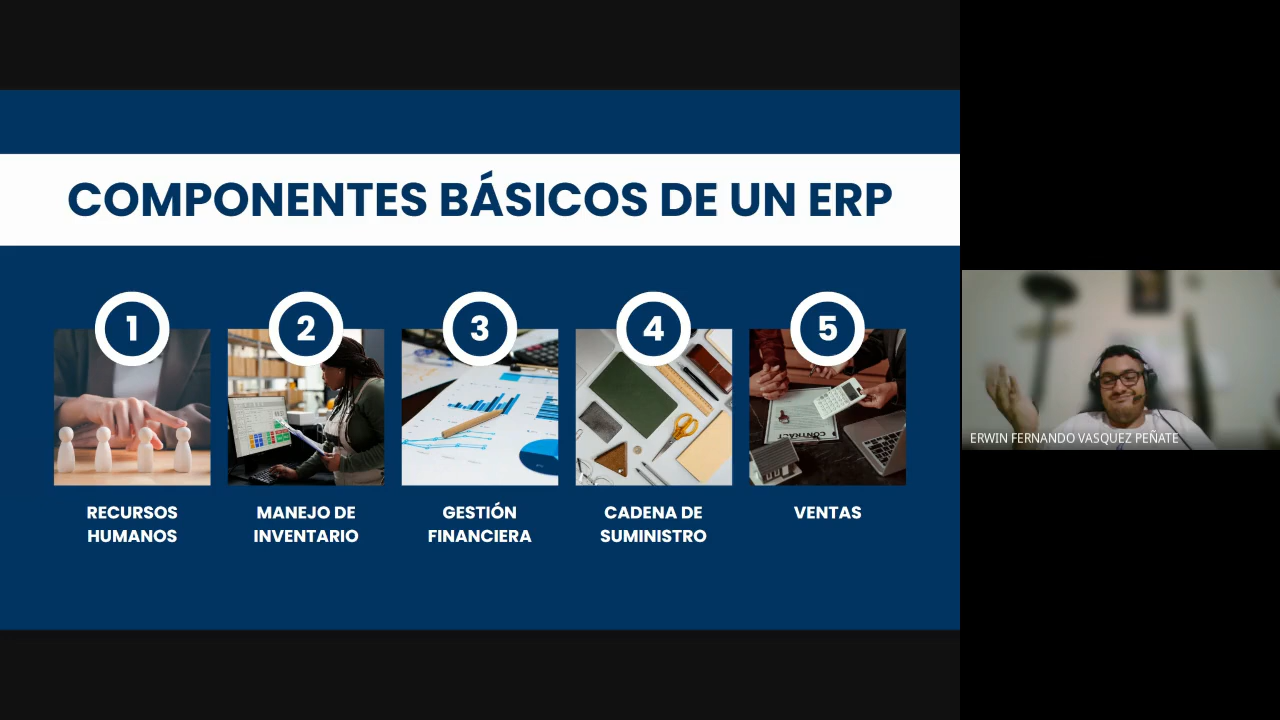 COMPONENTES BÁSICOS DE UN ERP
1
2
3
4
5
RECURSOS
HUMANOS
MANEJO DE
INVENTARIO
GESTIÓN
FINANCIERA
CADENA DE
SUMINISTRO
VENTAS
CONTRACT
ERWIN FERNANDO VASQUEZ PEÑATE